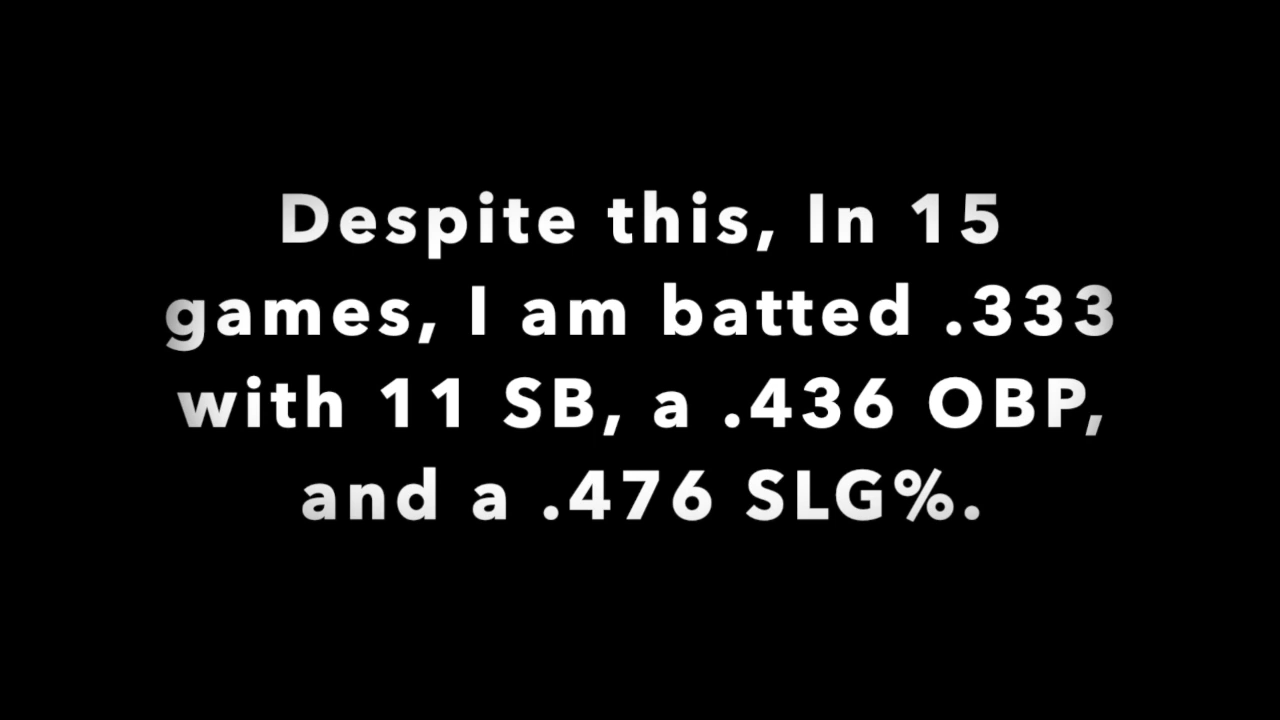 Despite this, In 15
games, I am batted .333
with 11 SB, a .436 OBP,
and a .476 SLG%.